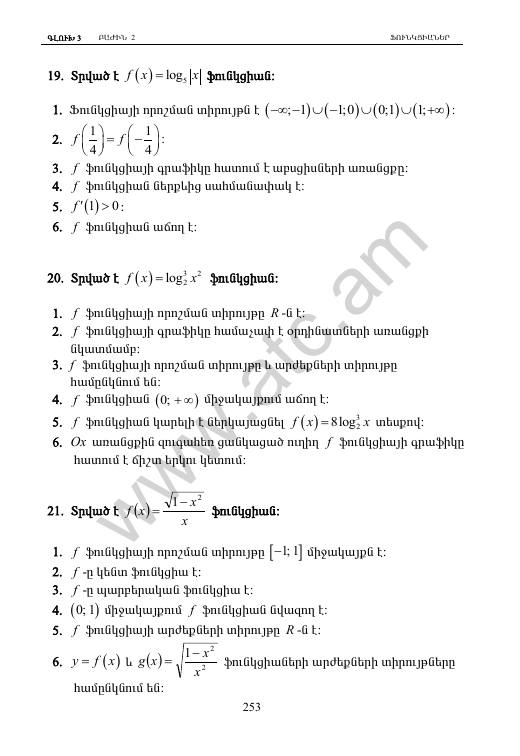 ԳԼՈՒԽ 3 ԲԱԺԻՆ 2 ՖՈՒՆԿՑԻԱՆԵՐ
19. Տրված է f(x) = log₅|x| ֆունկցիան:
1. Ֆունկցիայի որոշման տիրույթն է (−∞;−1)∪(−1;0)∪(0;1)∪(1;+∞):
2. f(1/4) = f(−1/4):
3. f ֆունկցիայի գրաֆիկը հատում է աբսցիսների առանցքը:
4. f ֆունկցիան ներքևից սահմանափակ է:
5. f′(1) > 0:
6. f ֆունկցիան աճող է:
20. Տրված է f(x) = log₂³ x² ֆունկցիան:
1. f ֆունկցիայի որոշման տիրույթը R -ն է:
2. f ֆունկցիայի գրաֆիկը համաչափ է օրդինատների առանցքի
նկատմամբ:
3. f ֆունկցիայի որոշման տիրույթը և արժեքների տիրույթը
համընկնում են:
4. f ֆունկցիան (0; +∞) միջակայքում աճող է:
5. f ֆունկցիան կարելի է ներկայացնել f(x) = 8log₂³ x տեսքով:
6. Ox առանցքին զուգահեռ ցանկացած ուղիղ f ֆունկցիայի գրաֆիկը
հատում է ճիշտ երկու կետում:
21. Տրված է f(x) = √(1−x²)/x ֆունկցիան:
1. f ֆունկցիայի որոշման տիրույթը [−1; 1] միջակայքն է:
2. f -ը կենտ ֆունկցիա է:
3. f -ը պարբերական ֆունկցիա է:
4. (0; 1) միջակայքում f ֆունկցիան նվազող է:
5. f ֆունկցիայի արժեքների տիրույթը R -ն է:
6. y = f(x) և g(x) = √((1−x²)/x²) ֆունկցիաների արժեքների տիրույթները
համընկնում են:
253
www.atc.am